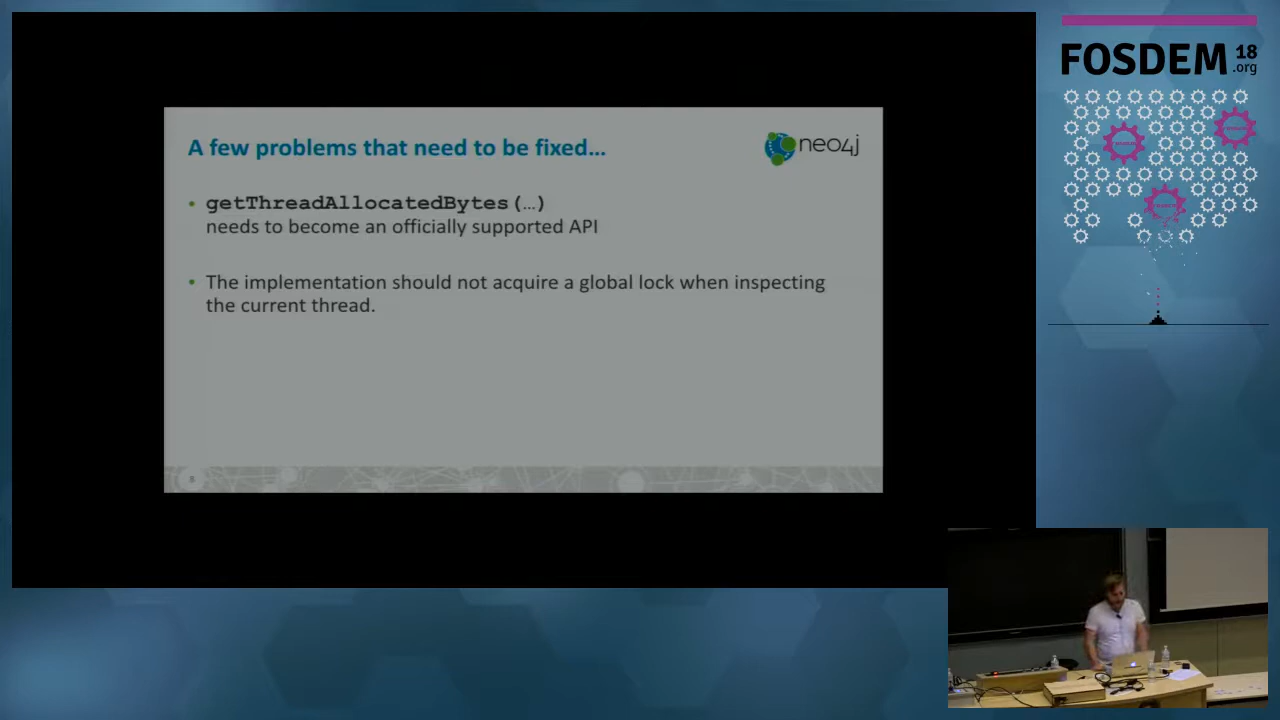 FOSDEM 18
.org
A few problems that need to be fixed…
neo4j
• getThreadAllocatedBytes(…)
needs to become an officially supported API
• The implementation should not acquire a global lock when inspecting
the current thread.